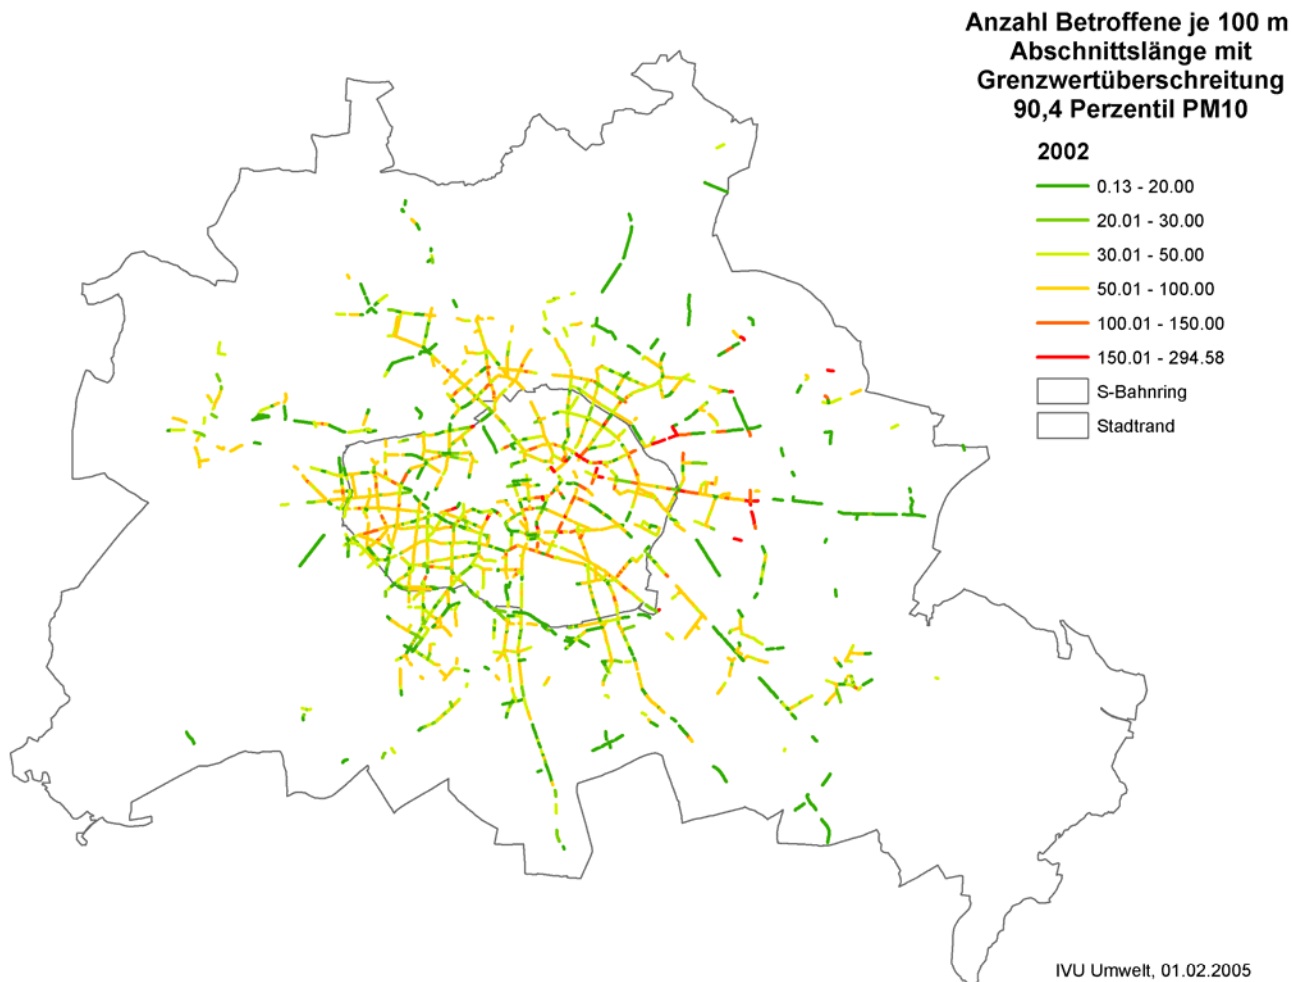 Anzahl Betroffene je 100 m
Abschnittslänge mit
Grenzwertüberschreitung
90,4 Perzentil PM10
2002
0.13 - 20.00
20.01 - 30.00
30.01 - 50.00
50.01 - 100.00
100.01 - 150.00
150.01 - 294.58
S-Bahnring
Stadtrand
IVU Umwelt, 01.02.2005